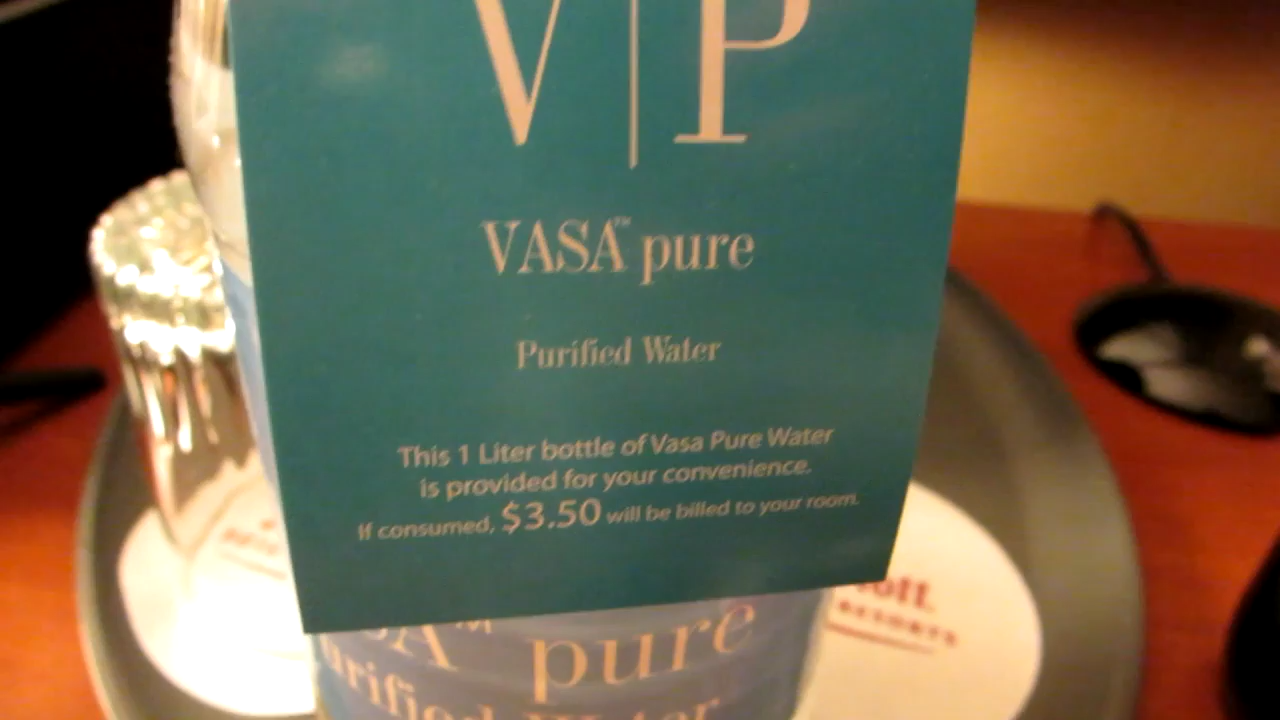 V|P
VASA™ pure
Purified Water
This 1 Liter bottle of Vasa Pure Water
is provided for your convenience.
If consumed, $3.50 will be billed to your room.
pure
Water